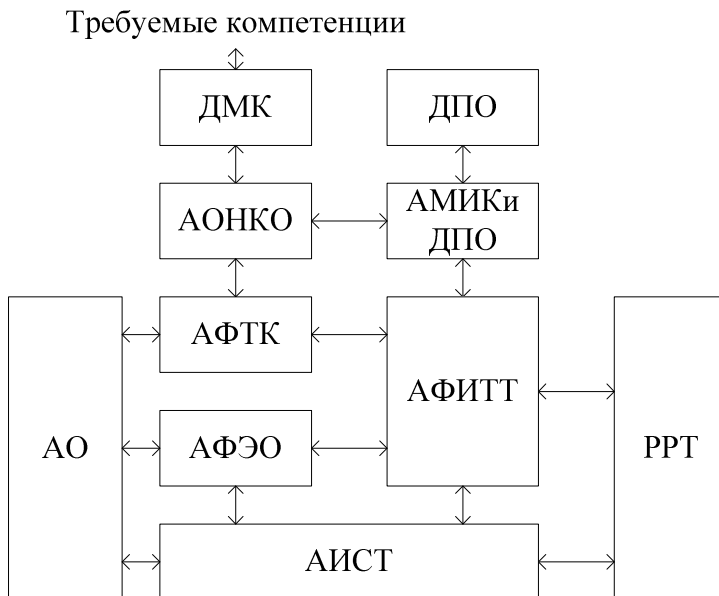 Требуемые компетенции
ДМК
ДПО
АОНКО
АМИКи
ДПО
АФТК
АФИТТ
АО
АФЭО
РРТ
АИСТ